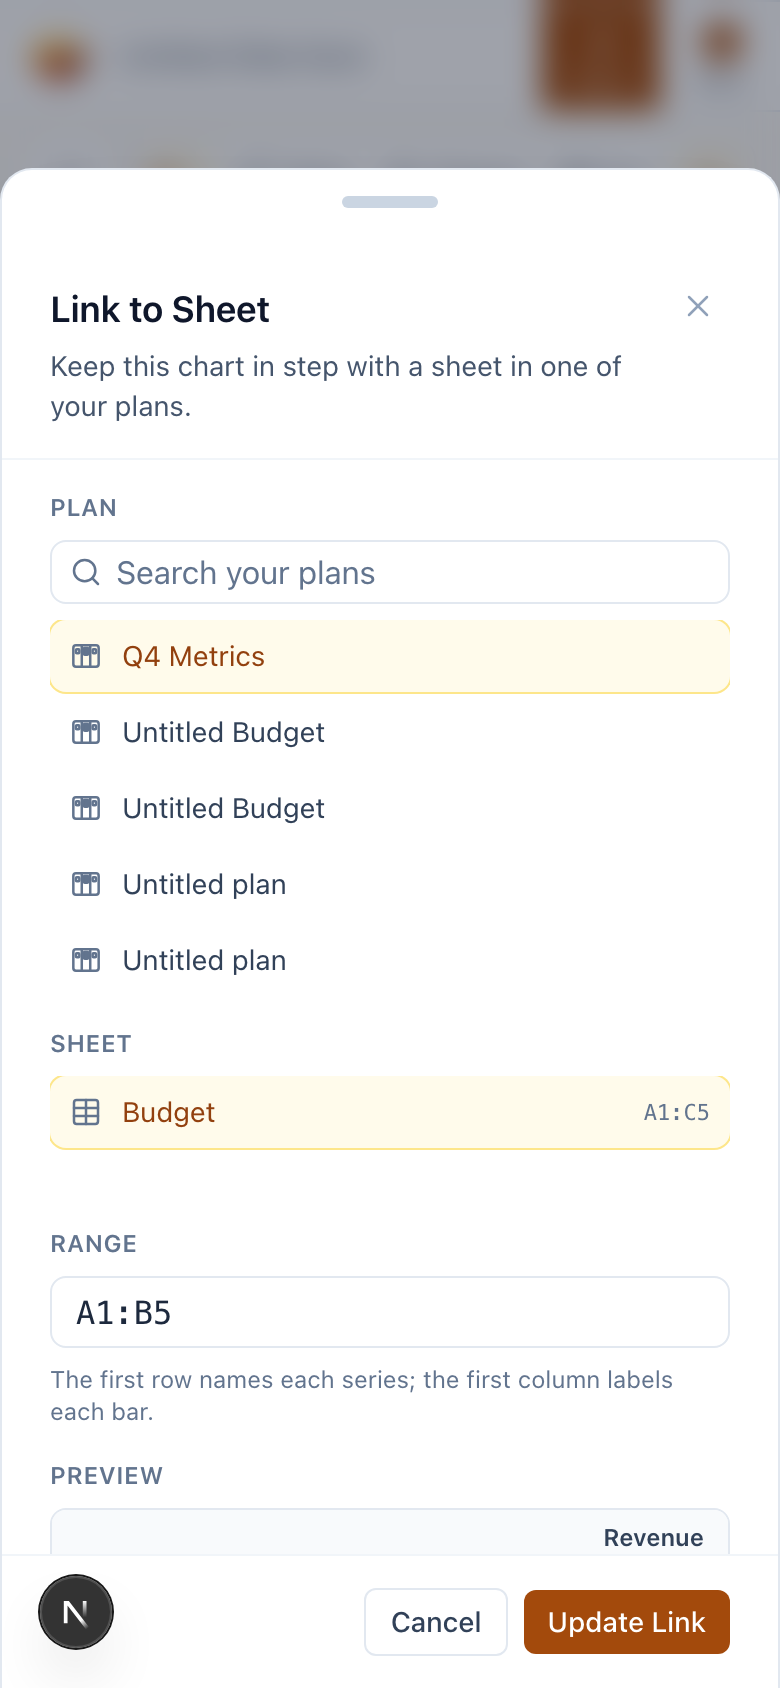 Link to Sheet
Keep this chart in step with a sheet in one of
your plans.
PLAN
Search your plans
Q4 Metrics
Untitled Budget
Untitled Budget
Untitled plan
Untitled plan
SHEET
Budget A1:C5
RANGE
A1:B5
The first row names each series; the first column labels
each bar.
PREVIEW
Revenue
N
Cancel Update Link